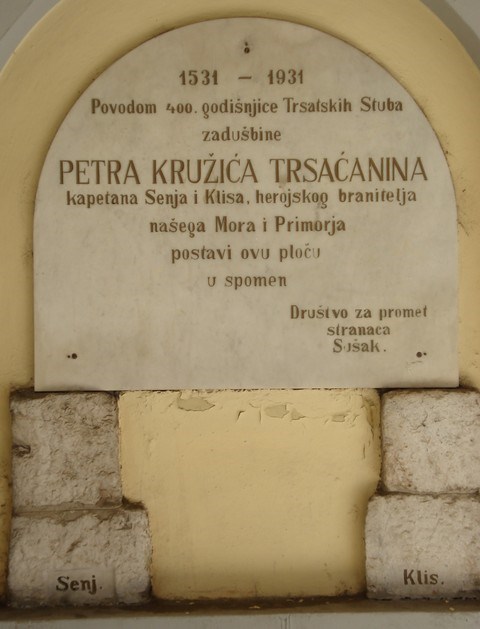 1531 – 1931
Povodom 400. godišnjice Trsatskih Stuba
zadušbine
PETRA KRUŽIĆA TRSAĆANINA
kapetana Senja i Klisa, herojskog branitelja
našega Mora i Primorja
postavi ovu ploču
u spomen
Društvo za promet
stranaca
Sušak.
Senj.
Klis.